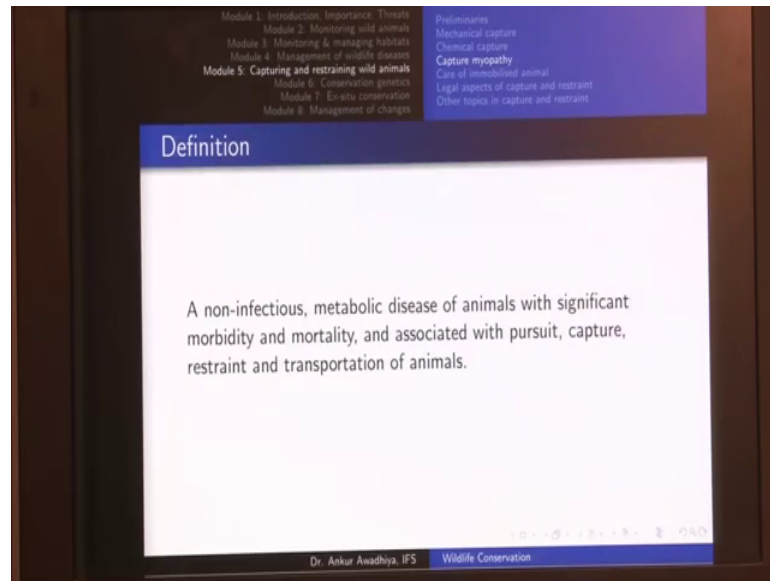 Module 1: Introduction, Importance, Threats
Module 2: Monitoring wild animals
Module 3: Monitoring & managing habitats
Module 4: Management of wildlife diseases
Module 5: Capturing and restraining wild animals
Module 6: Conservation genetics
Module 7: Ex-situ conservation
Module 8: Management of changes
Preliminaries
Mechanical capture
Chemical capture
Capture myopathy
Care of immobilised animal
Legal aspects of capture and restraint
Other topics in capture and restraint
Definition
A non-infectious, metabolic disease of animals with significant
morbidity and mortality, and associated with pursuit, capture,
restraint and transportation of animals.
Dr. Ankur Awadhiya, IFS
Wildlife Conservation